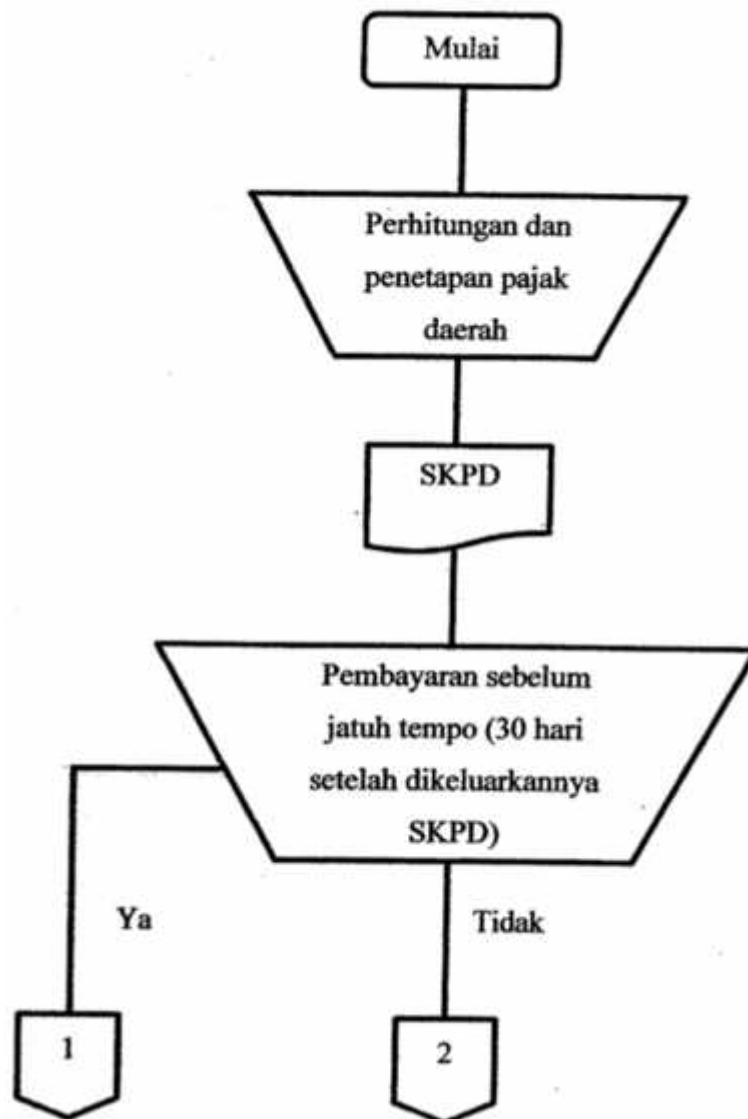 Mulai
Perhitungan dan
penetapan pajak
daerah
SKPD
Pembayaran sebelum
jatuh tempo (30 hari
setelah dikeluarkannya
SKPD)
Ya
Tidak
1
2